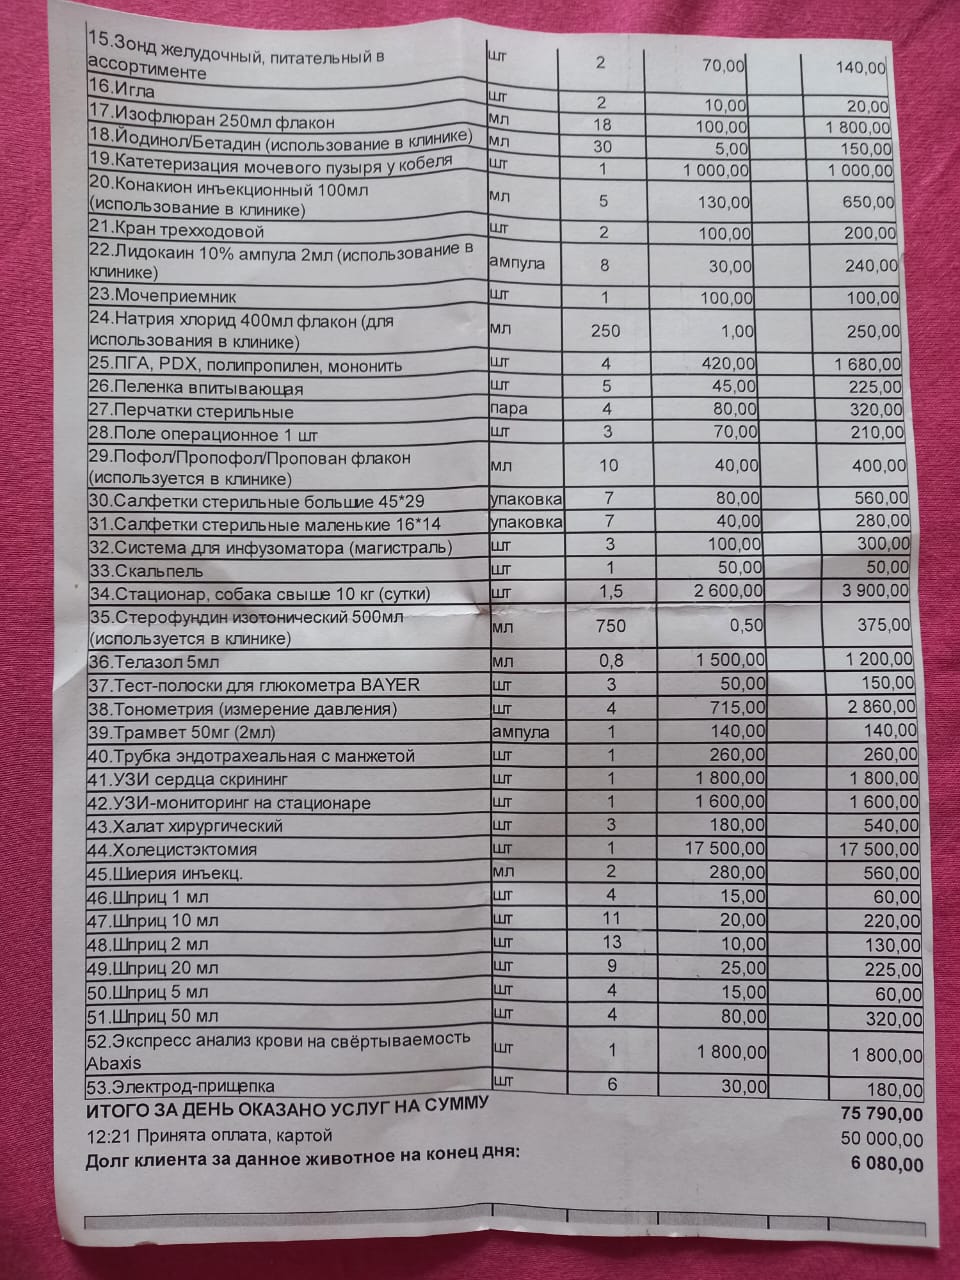 15.Зонд желудочный, питательный в ассортименте шт 2 70,00 140,00
16.Игла шт 2 10,00 20,00
17.Изофлюран 250мл флакон мл 18 100,00 1 800,00
18.Йодинол/Бетадин (использование в клинике) мл 30 5,00 150,00
19.Катетеризация мочевого пузыря у кобеля шт 1 1 000,00 1 000,00
20.Конакион инъекционный 100мл (использование в клинике) мл 5 130,00 650,00
21.Кран трехходовой шт 2 100,00 200,00
22.Лидокаин 10% ампула 2мл (использование в клинике) ампула 8 30,00 240,00
23.Мочеприемник шт 1 100,00 100,00
24.Натрия хлорид 400мл флакон (для использования в клинике) мл 250 1,00 250,00
25.ПГА, PDX, полипропилен, мононить шт 4 420,00 1 680,00
26.Пеленка впитывающая шт 5 45,00 225,00
27.Перчатки стерильные пара 4 80,00 320,00
28.Поле операционное 1 шт шт 3 70,00 210,00
29.Пофол/Пропофол/Пропован флакон (используется в клинике) мл 10 40,00 400,00
30.Салфетки стерильные большие 45*29 упаковка 7 80,00 560,00
31.Салфетки стерильные маленькие 16*14 упаковка 7 40,00 280,00
32.Система для инфузоматора (магистраль) шт 3 100,00 300,00
33.Скальпель шт 1 50,00 50,00
34.Стационар, собака свыше 10 кг (сутки) шт 1,5 2 600,00 3 900,00
35.Стерофундин изотонический 500мл (используется в клинике) мл 750 0,50 375,00
36.Телазол 5мл мл 0,8 1 500,00 1 200,00
37.Тест-полоски для глюкометра BAYER шт 3 50,00 150,00
38.Тонометрия (измерение давления) шт 4 715,00 2 860,00
39.Трамвет 50мг (2мл) ампула 1 140,00 140,00
40.Трубка эндотрахеальная с манжетой шт 1 260,00 260,00
41.УЗИ сердца скрининг шт 1 1 800,00 1 800,00
42.УЗИ-мониторинг на стационаре шт 1 1 600,00 1 600,00
43.Халат хирургический шт 3 180,00 540,00
44.Холецистэктомия шт 1 17 500,00 17 500,00
45.Шиерия инъекц. мл 2 280,00 560,00
46.Шприц 1 мл шт 4 15,00 60,00
47.Шприц 10 мл шт 11 20,00 220,00
48.Шприц 2 мл шт 13 10,00 130,00
49.Шприц 20 мл шт 9 25,00 225,00
50.Шприц 5 мл шт 4 15,00 60,00
51.Шприц 50 мл шт 4 80,00 320,00
52.Экспресс анализ крови на свёртываемость Abaxis шт 1 1 800,00 1 800,00
53.Электрод-прищепка шт 6 30,00 180,00
ИТОГО ЗА ДЕНЬ ОКАЗАНО УСЛУГ НА СУММУ 75 790,00
12:21 Принята оплата, картой 50 000,00
Долг клиента за данное животное на конец дня: 6 080,00